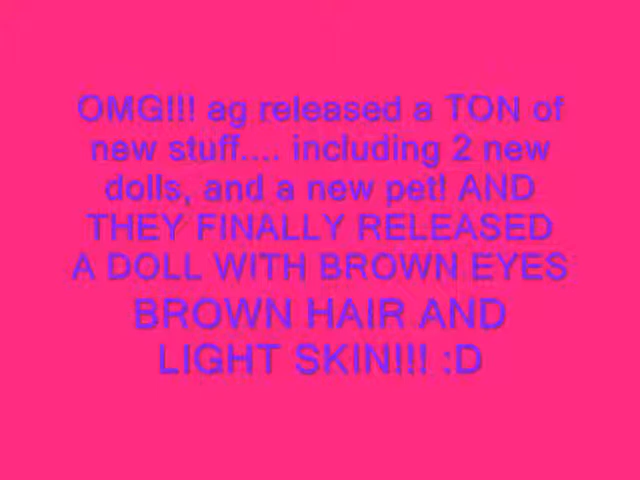 OMG!!! ag released a TON of
new stuff.... including 2 new
dolls, and a new pet! AND
THEY FINALLY RELEASED
A DOLL WITH BROWN EYES
BROWN HAIR AND
LIGHT SKIN!!! :D